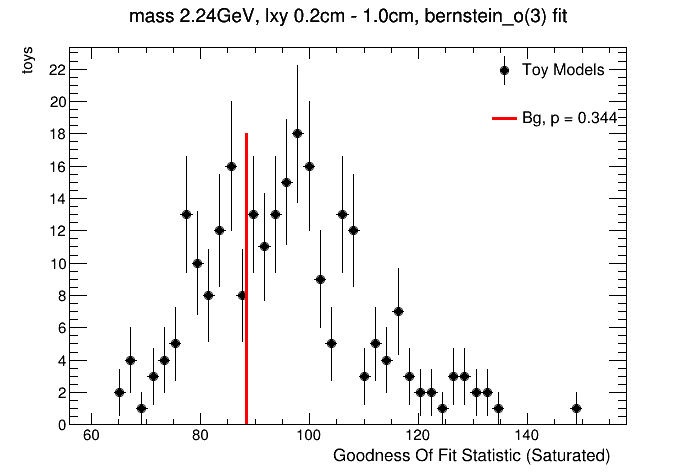 mass 2.24GeV, lxy 0.2cm - 1.0cm, bernstein_o(3) fit
toys
22
20
18
16
14
12
10
8
6
4
2
0
Toy Models
Bg, p = 0.344
60 80 100 120 140
Goodness Of Fit Statistic (Saturated)